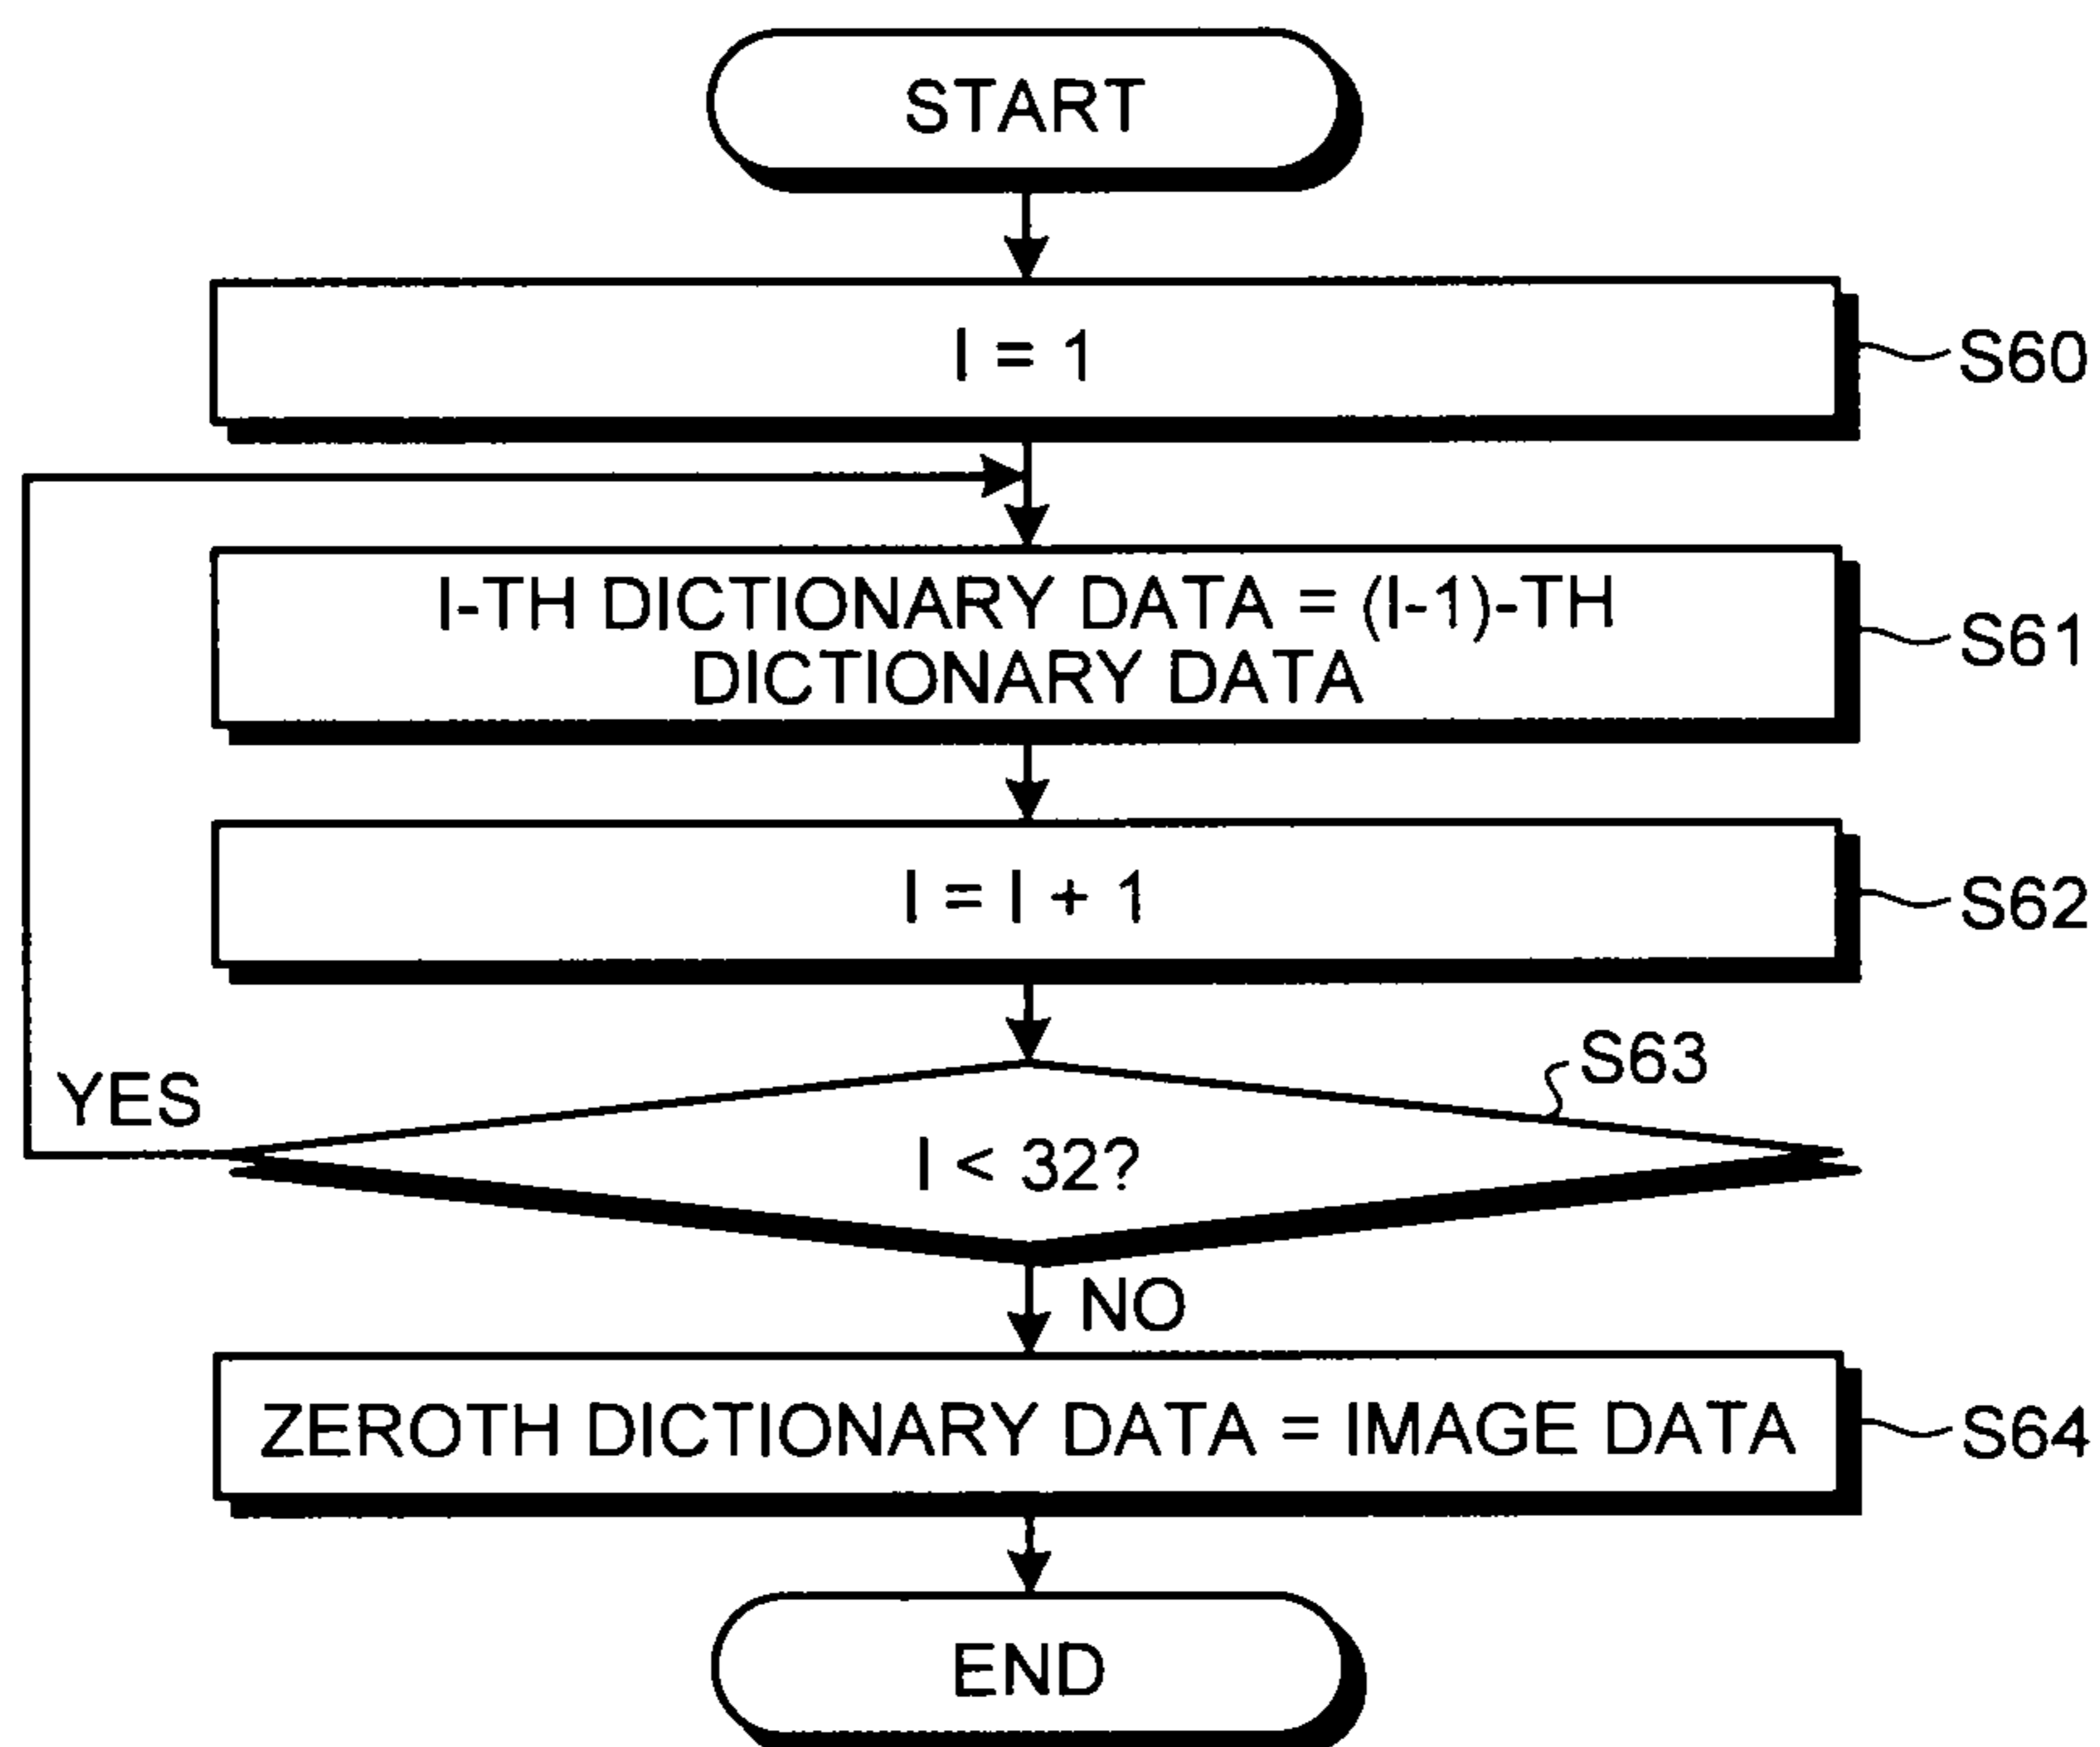 START
I = 1
S60
I-TH DICTIONARY DATA = (I-1)-TH
DICTIONARY DATA
S61
I = I + 1
S62
S63
YES
I < 32?
NO
ZEROTH DICTIONARY DATA = IMAGE DATA
S64
END